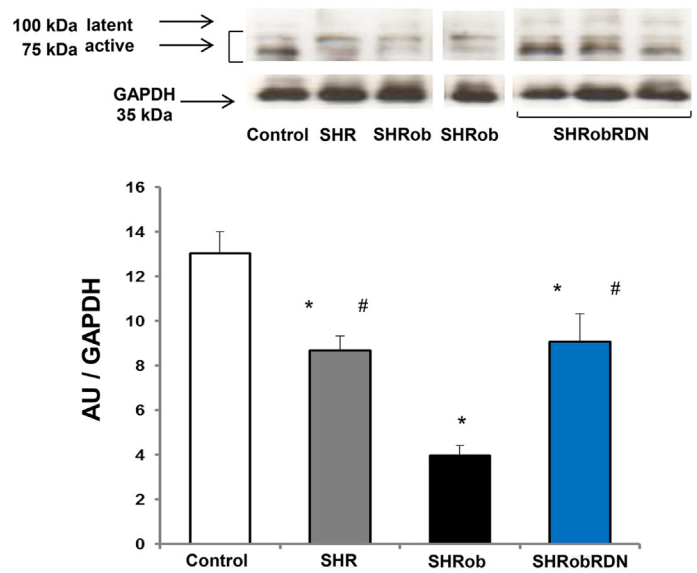 100 kDa latent
75 kDa active
GAPDH
35 kDa
Control SHR SHRob SHRob SHRobRDN
16
14
12
10
8
6
4
2
0
AU / GAPDH
* #
*
* #
Control SHR SHRob SHRobRDN